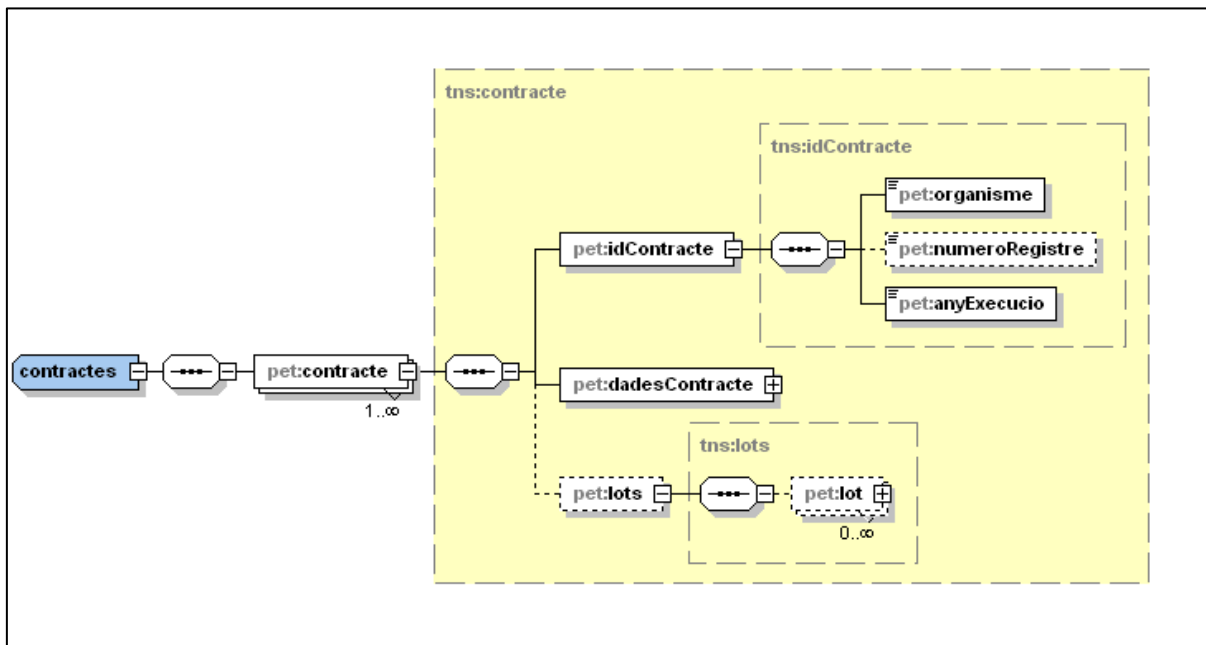 tns:contracte
tns:idContracte
pet:organisme
pet:idContracte
pet:numeroRegistre
pet:anyExecucio
contractes
pet:contracte
1..∞
pet:dadesContracte
tns:lots
pet:lots
pet:lot
0..∞